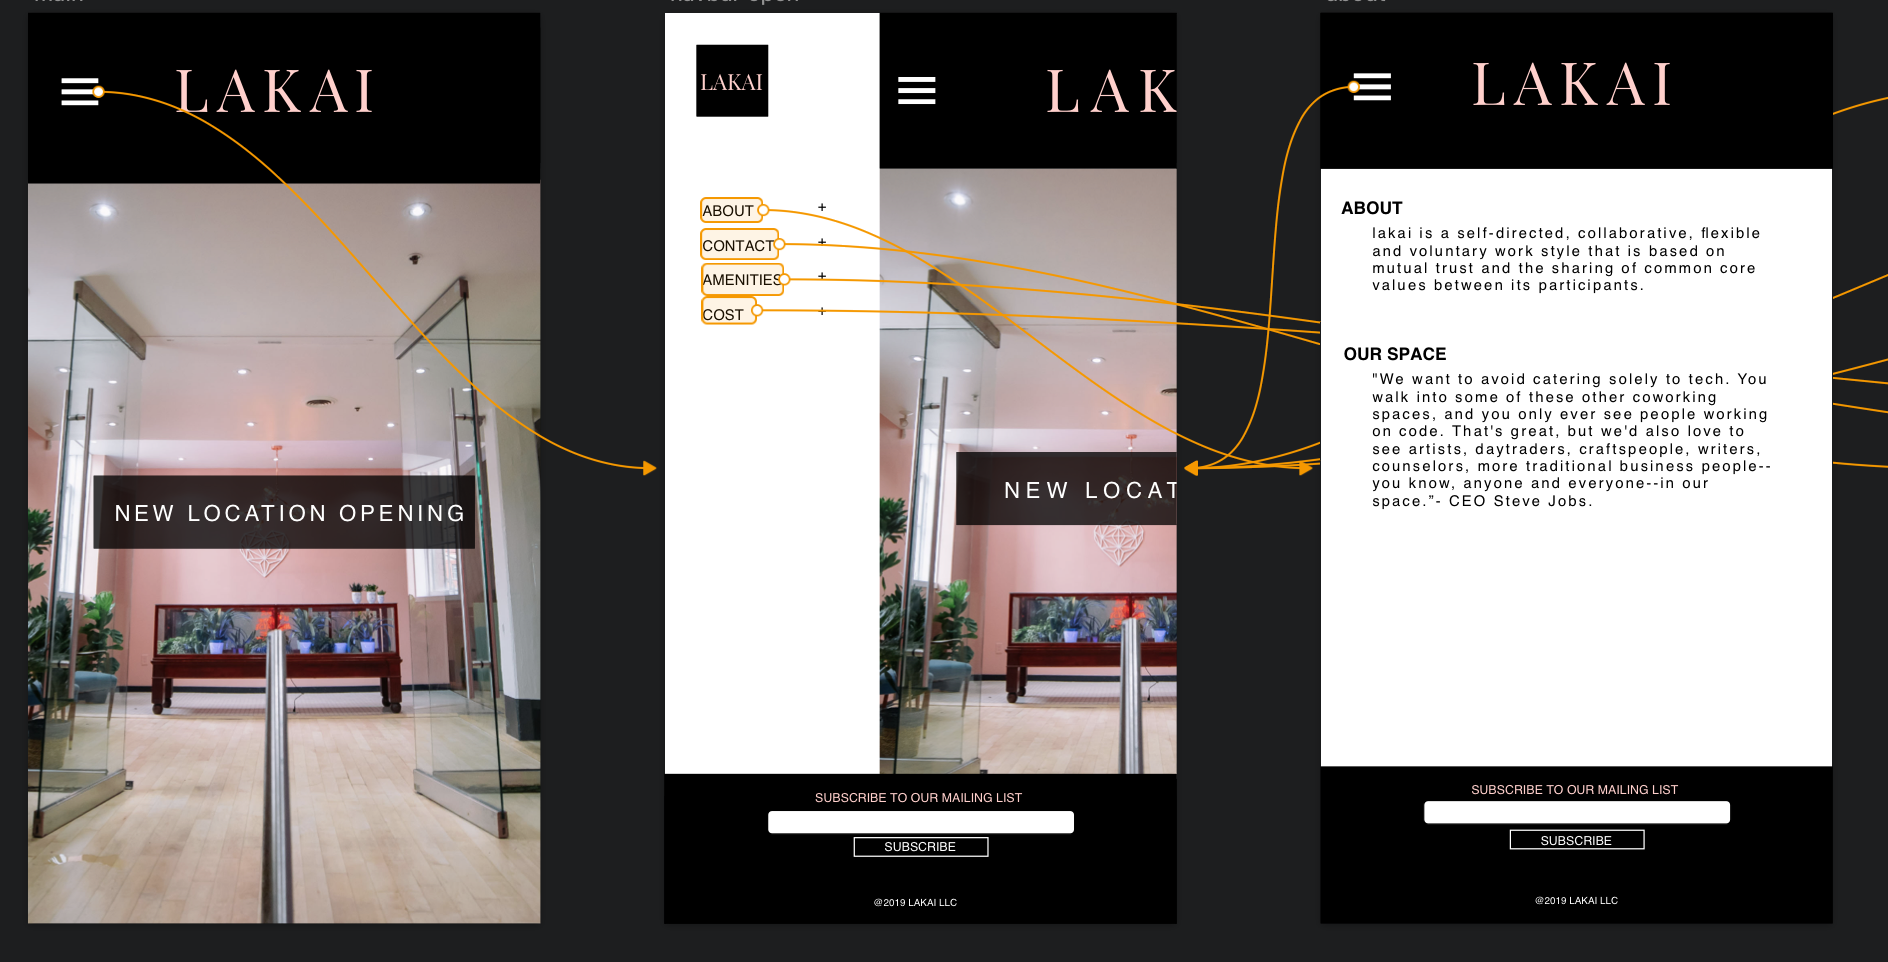 main
navbar open
about
LAKAI
NEW LOCATION OPENING
LAKAI
LAK
ABOUT +
CONTACT +
AMENITIES +
COST +
NEW LOCAT
SUBSCRIBE TO OUR MAILING LIST
SUBSCRIBE
@2019 LAKAI LLC
LAKAI
ABOUT
lakai is a self-directed, collaborative, flexible
and voluntary work style that is based on
mutual trust and the sharing of common core
values between its participants.
OUR SPACE
"We want to avoid catering solely to tech. You
walk into some of these other coworking
spaces, and you only ever see people working
on code. That's great, but we'd also love to
see artists, daytraders, craftspeople, writers,
counselors, more traditional business people--
you know, anyone and everyone--in our
space."- CEO Steve Jobs.
SUBSCRIBE TO OUR MAILING LIST
SUBSCRIBE
@2019 LAKAI LLC